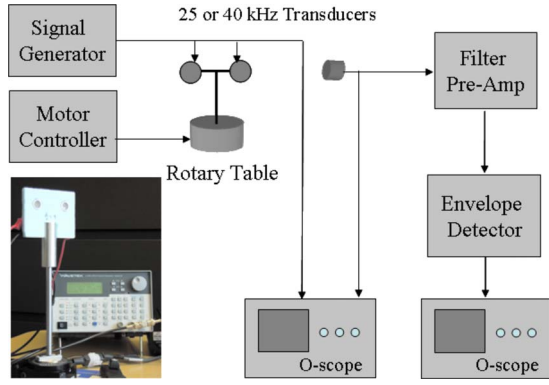 Signal
Generator
25 or 40 kHz Transducers
Filter
Pre-Amp
Motor
Controller
Rotary Table
Envelope
Detector
O-scope
O-scope